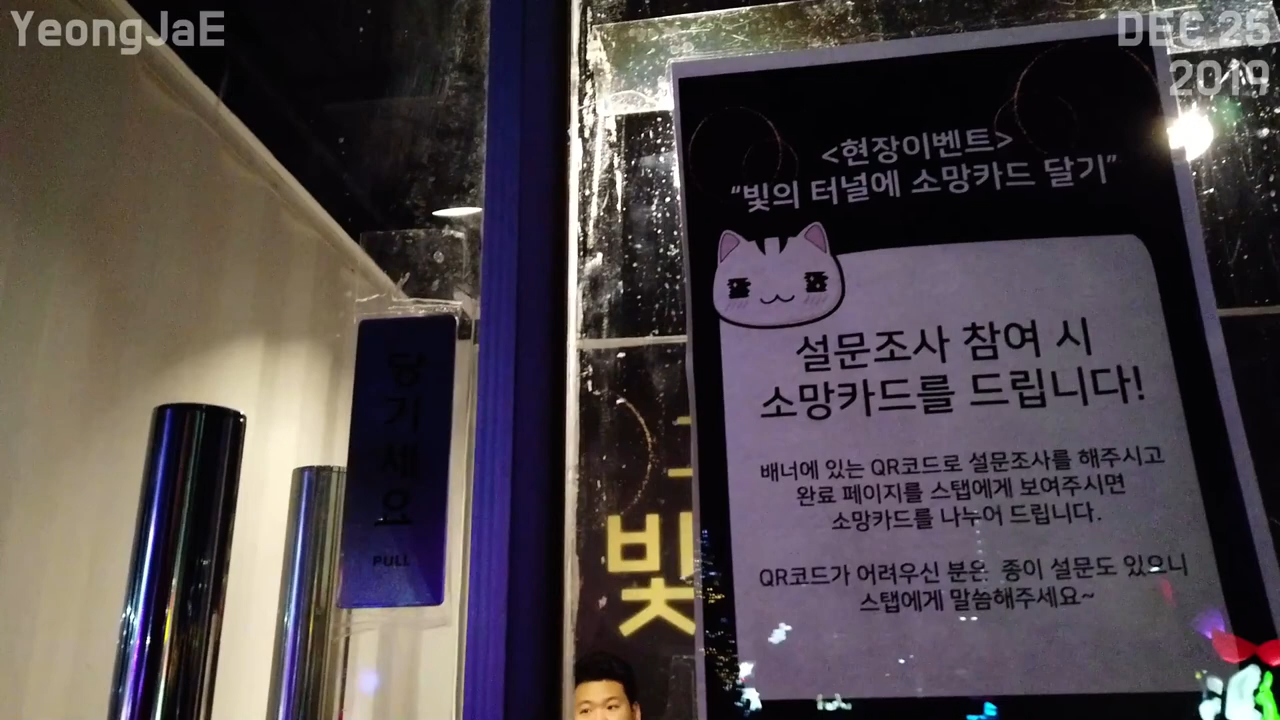 YeongJaE
DEC 25
2019
<현장이벤트>
“빛의 터널에 소망카드 달기”
설문조사 참여 시
소망카드를 드립니다!
배너에 있는 QR코드로 설문조사를 해주시고
완료 페이지를 스탭에게 보여주시면
소망카드를 나누어 드립니다.
QR코드가 어려우신 분은 종이 설문도 있으니
스탭에게 말씀해주세요~
당기세요
PULL
빛